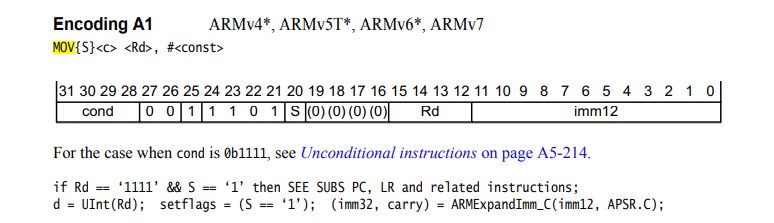 Encoding A1 ARMv4*, ARMv5T*, ARMv6*, ARMv7
MOV{S}<c> <Rd>, #<const>
31 30 29 28 27 26 25 24 23 22 21 20 19 18 17 16 15 14 13 12 11 10 9 8 7 6 5 4 3 2 1 0
cond 0 0 1 1 1 0 1 S (0) (0) (0) (0) Rd imm12
For the case when cond is 0b1111, see Unconditional instructions on page A5-214.
if Rd == ‘1111’ && S == ‘1’ then SEE SUBS PC, LR and related instructions;
d = UInt(Rd); setflags = (S == ‘1’); (imm32, carry) = ARMExpandImm_C(imm12, APSR.C);